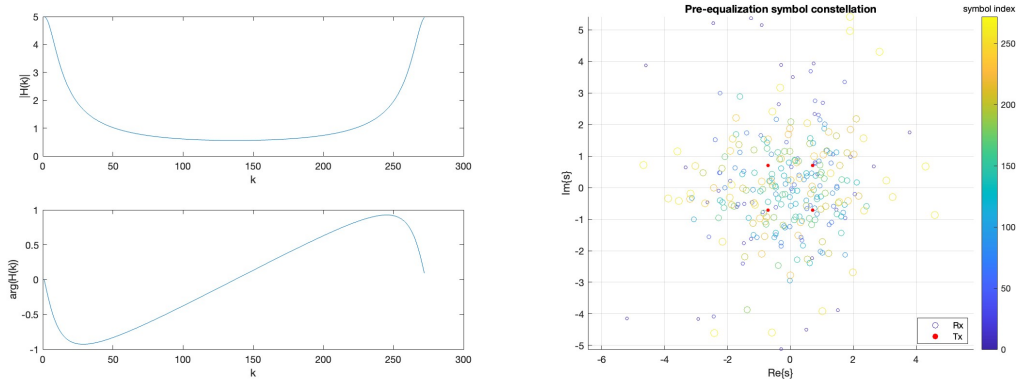 5
4
3
2
1
0
|H(k)|
0 50 100 150 200 250 300
k
1
0.5
0
-0.5
-1
arg(H(k))
0 50 100 150 200 250 300
k
Pre-equalization symbol constellation
5
4
3
2
1
0
-1
-2
-3
-4
-5
Im{s}
-6 -4 -2 0 2 4
Re{s}
Rx
Tx
symbol index
250
200
150
100
50
0